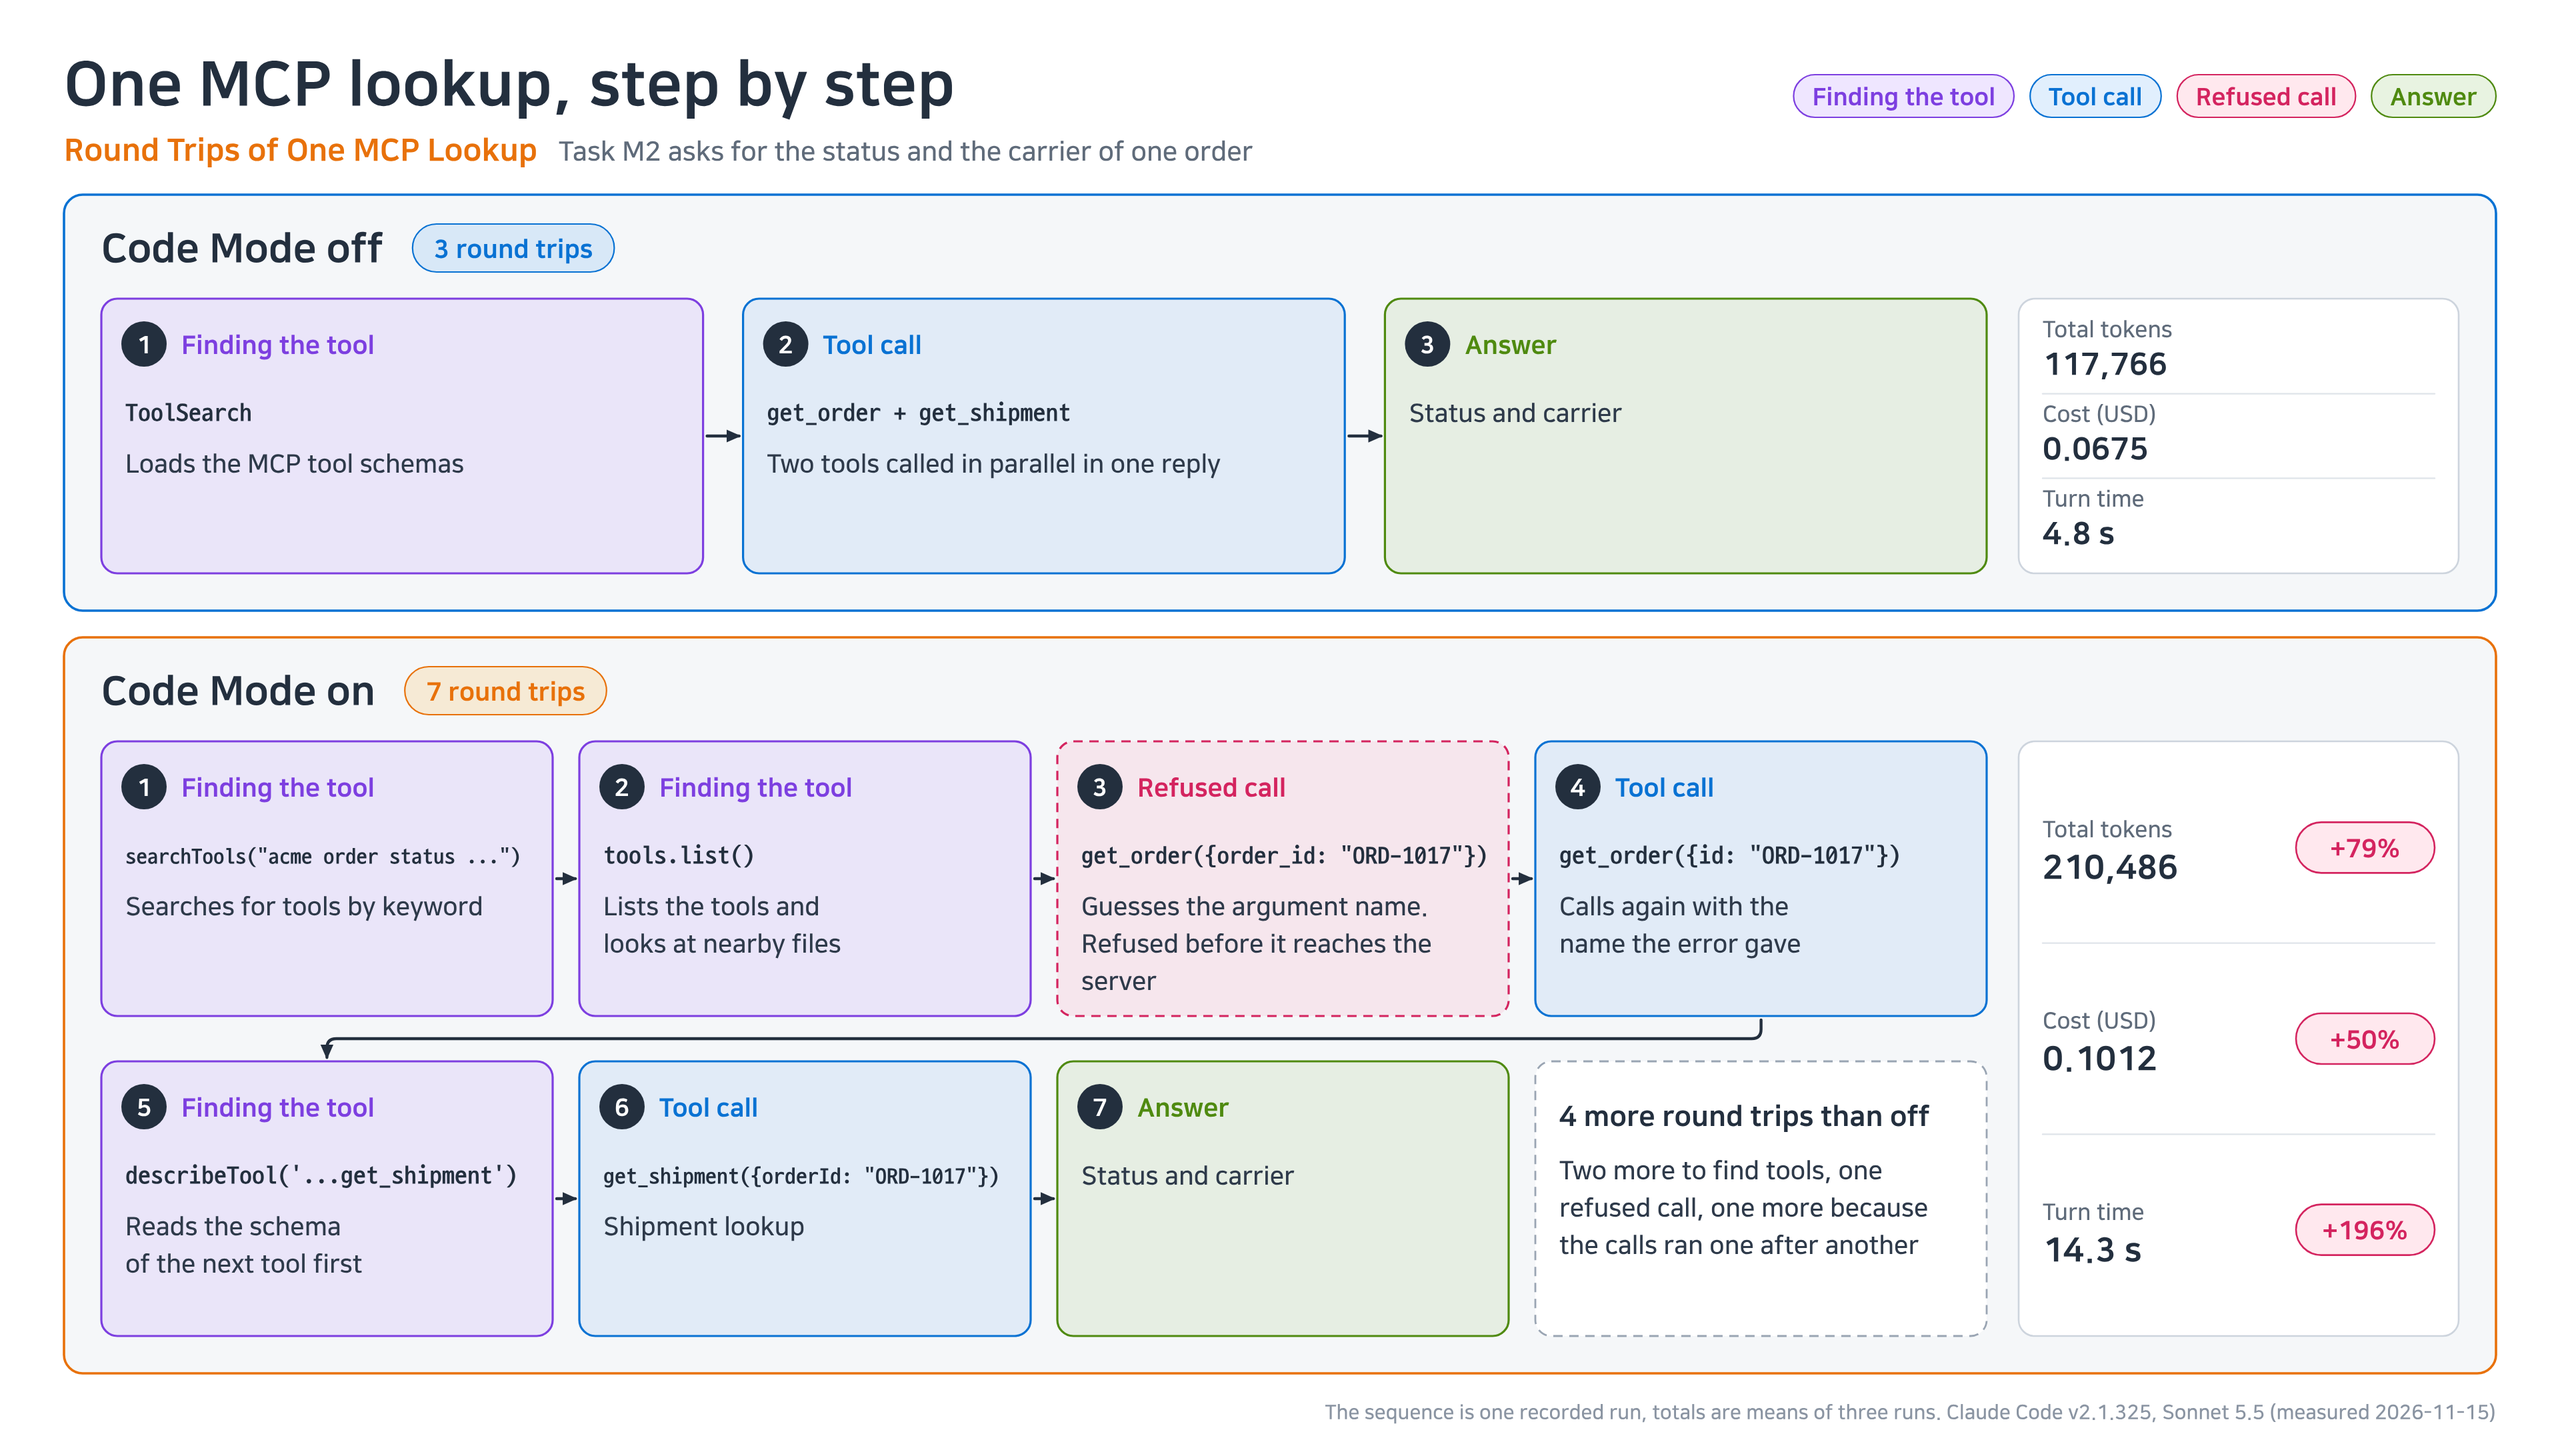 One MCP lookup, step by step
Finding the tool
Tool call
Refused call
Answer
Round Trips of One MCP Lookup
Task M2 asks for the status and the carrier of one order
Code Mode off
3 round trips
1
Finding the tool
ToolSearch
Loads the MCP tool schemas
2
Tool call
get_order + get_shipment
Two tools called in parallel in one reply
3
Answer
Status and carrier
Total tokens
117,766
Cost (USD)
0.0675
Turn time
4.8 s
Code Mode on
7 round trips
1
Finding the tool
searchTools("acme order status ...")
Searches for tools by keyword
2
Finding the tool
tools.list()
Lists the tools and
looks at nearby files
3
Refused call
get_order({order_id: "ORD-1017"})
Guesses the argument name.
Refused before it reaches the
server
4
Tool call
get_order({id: "ORD-1017"})
Calls again with the
name the error gave
5
Finding the tool
describeTool('...get_shipment')
Reads the schema
of the next tool first
6
Tool call
get_shipment({orderId: "ORD-1017"})
Shipment lookup
7
Answer
Status and carrier
4 more round trips than off
Two more to find tools, one
refused call, one more because
the calls ran one after another
Total tokens
210,486
+79%
Cost (USD)
0.1012
+50%
Turn time
14.3 s
+196%
The sequence is one recorded run, totals are means of three runs. Claude Code v2.1.325, Sonnet 5.5 (measured 2026-11-15)